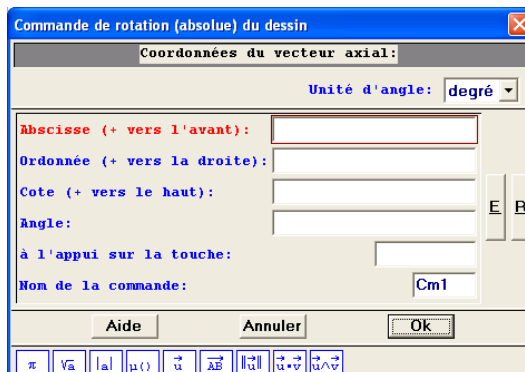 Commande de rotation (absolue) du dessin
Coordonnées du vecteur axial:
Unité d'angle: degré
Abscisse (+ vers l'avant):
Ordonnée (+ vers la droite):
Cote (+ vers le haut):
Angle:
à l'appui sur la touche:
Nom de la commande: Cm1
E
Aide Annuler Ok
π √a |a| μ() u⃗ AB⃗ ‖u⃗‖ u⃗•v⃗ u⃗∧v⃗